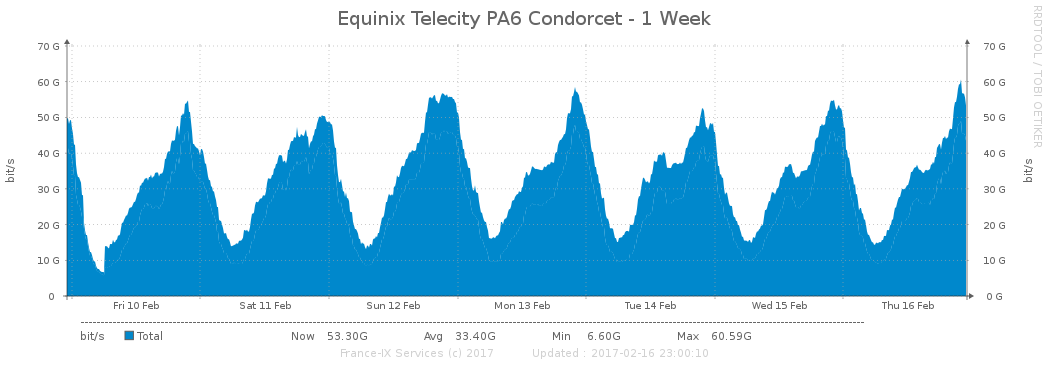 Equinix Telecity PA6 Condorcet - 1 Week
RRDTOOL / TOBI OETIKER
bit/s
70 G
60 G
50 G
40 G
30 G
20 G
10 G
0
70 G
60 G
50 G
40 G
30 G
20 G
10 G
0 G
bit/s
Fri 10 Feb Sat 11 Feb Sun 12 Feb Mon 13 Feb Tue 14 Feb Wed 15 Feb Thu 16 Feb
bit/s Total Now 53.30G Avg 33.40G Min 6.60G Max 60.59G
France-IX Services (c) 2017 Updated : 2017-02-16 23:00:10